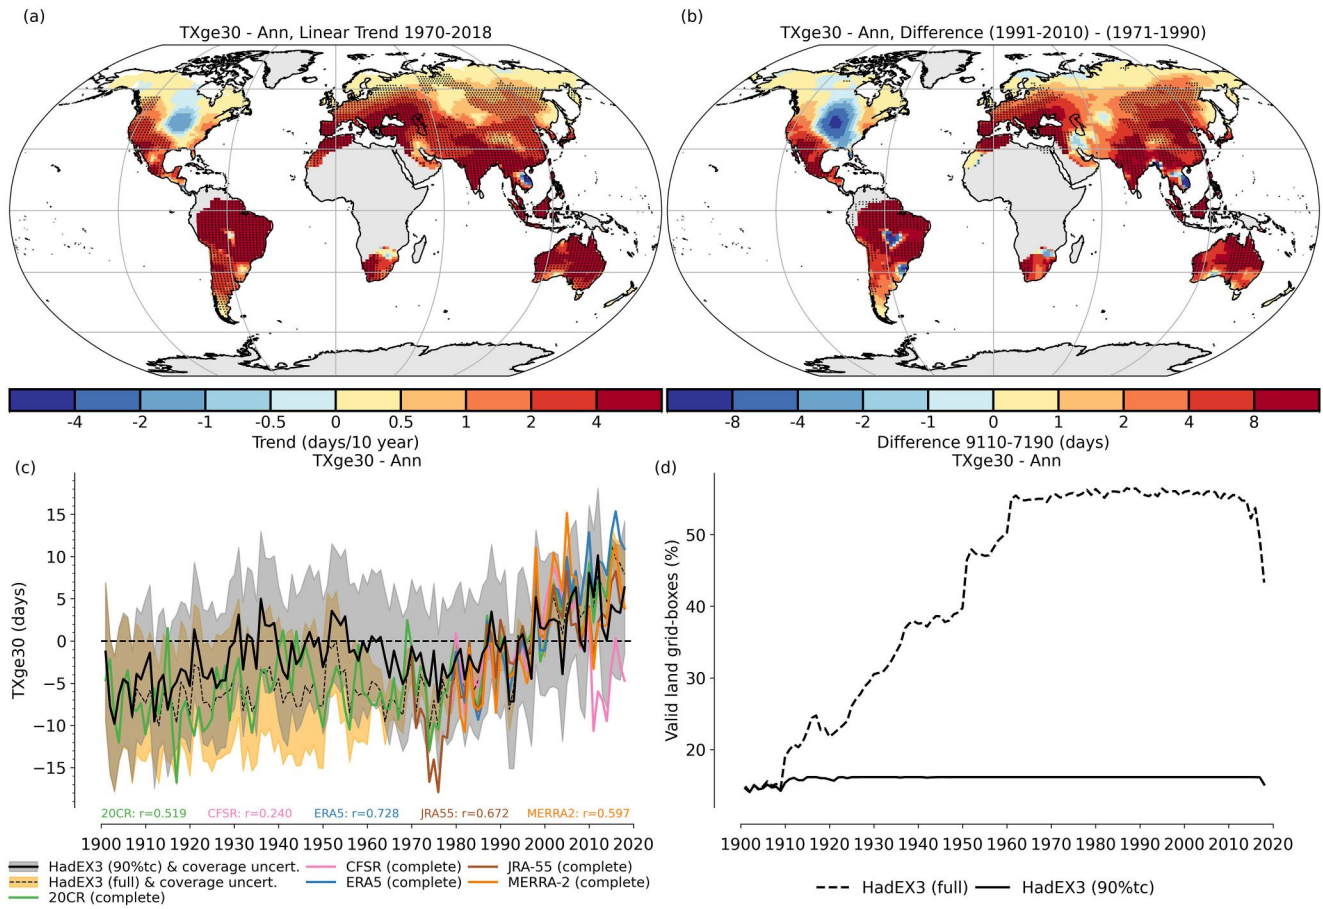 (a)
TXge30 - Ann, Linear Trend 1970-2018
-4 -2 -1 -0.5 0 0.5 1 2 4
Trend (days/10 year)
(b)
TXge30 - Ann, Difference (1991-2010) - (1971-1990)
-8 -4 -2 -1 0 1 2 4 8
Difference 9110-7190 (days)
(c)
TXge30 - Ann
TXge30 (days)
15
10
5
0
−5
−10
−15
20CR: r=0.519 CFSR: r=0.240 ERA5: r=0.728 JRA55: r=0.672 MERRA2: r=0.597
1900 1910 1920 1930 1940 1950 1960 1970 1980 1990 2000 2010 2020
HadEX3 (90%tc) & coverage uncert.
HadEX3 (full) & coverage uncert.
20CR (complete)
CFSR (complete)
ERA5 (complete)
JRA-55 (complete)
MERRA-2 (complete)
(d)
TXge30 - Ann
Valid land grid-boxes (%)
50
40
30
20
1900 1910 1920 1930 1940 1950 1960 1970 1980 1990 2000 2010 2020
HadEX3 (full) HadEX3 (90%tc)